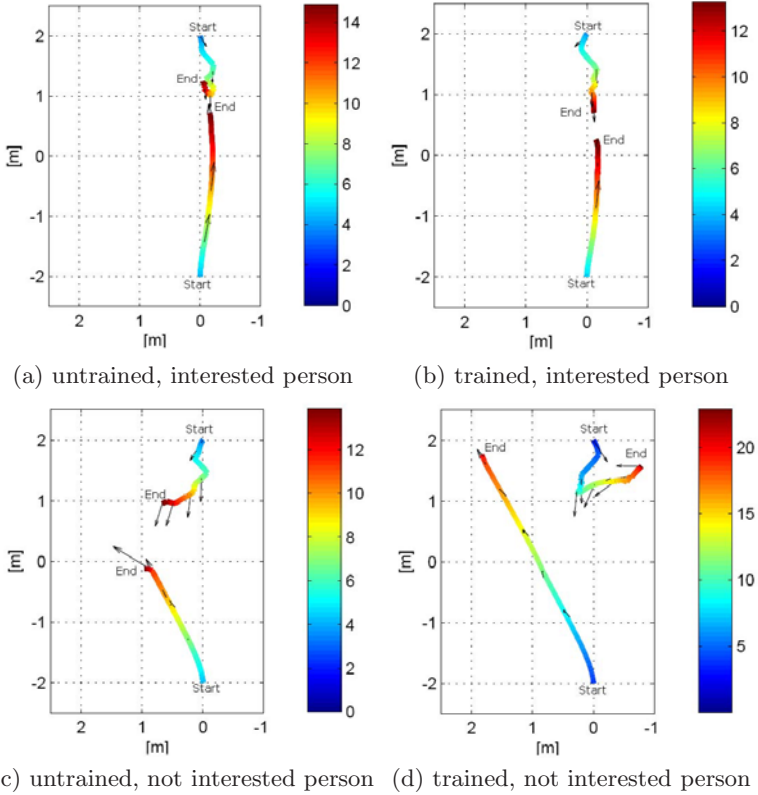 Start
End
End
Start
2
1
0
-1
-2
[m]
2
1
0
-1
[m]
14
12
10
8
6
4
2
0
(a) untrained, interested person
Start
End
End
Start
2
1
0
-1
-2
[m]
2
1
0
-1
[m]
12
10
8
6
4
2
0
(b) trained, interested person
Start
End
End
Start
2
1
0
-1
-2
[m]
2
1
0
-1
[m]
12
10
8
6
4
2
0
c) untrained, not interested person
Start
End
End
Start
2
1
0
-1
-2
[m]
2
1
0
-1
[m]
20
15
10
5
(d) trained, not interested person